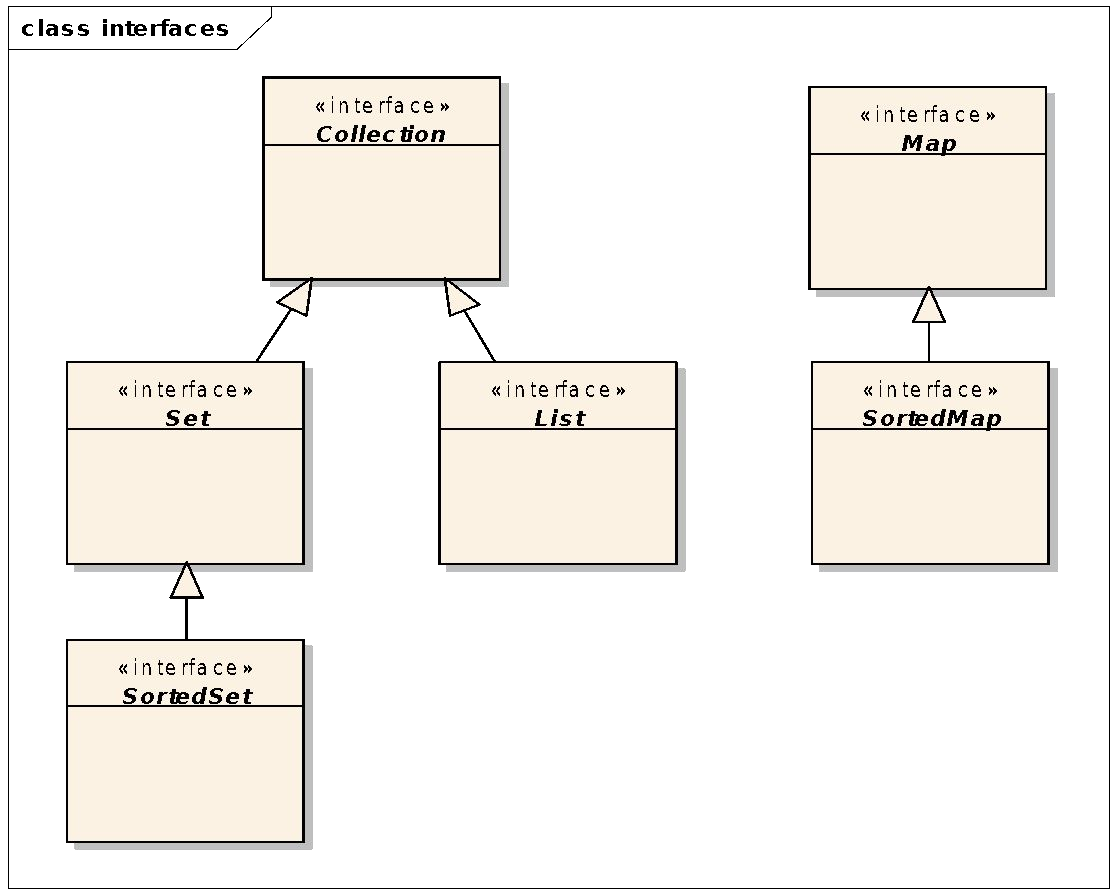 class interfaces
«interface»
Collection
«interface»
Map
«interface»
Set
«interface»
List
«interface»
SortedMap
«interface»
SortedSet